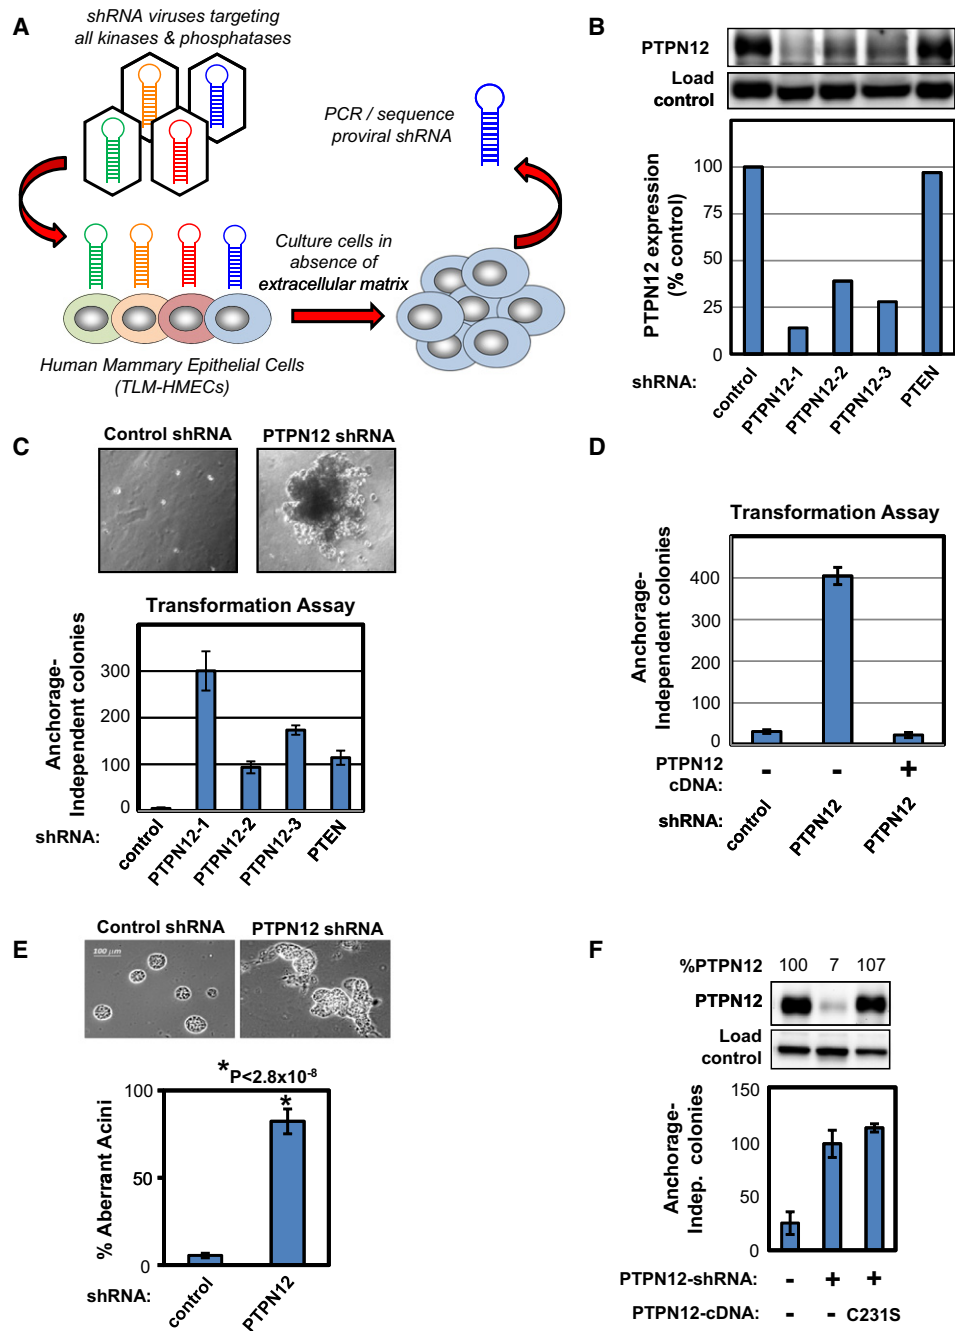 A
shRNA viruses targeting
all kinases & phosphatases
PCR / sequence
proviral shRNA
Culture cells in
absence of
extracellular matrix
Human Mammary Epithelial Cells
(TLM-HMECs)
B
PTPN12
Load
control
PTPN12 expression
(% control)
100
75
50
25
0
shRNA:
control
PTPN12-1
PTPN12-2
PTPN12-3
PTEN
C
Control shRNA
PTPN12 shRNA
Transformation Assay
Anchorage-
Independent colonies
300
200
100
0
shRNA:
control
PTPN12-1
PTPN12-2
PTPN12-3
PTEN
D
Transformation Assay
Anchorage-
Independent colonies
400
300
200
100
0
PTPN12
cDNA:
- - +
shRNA:
control
PTPN12
PTPN12
E
Control shRNA
PTPN12 shRNA
100 μm
*P<2.8x10⁻⁸
*
% Aberrant Acini
100
50
0
shRNA:
control
PTPN12
F
%PTPN12 100 7 107
PTPN12
Load
control
Anchorage-
Indep. colonies
150
100
50
0
PTPN12-shRNA: - + +
PTPN12-cDNA: - - C231S